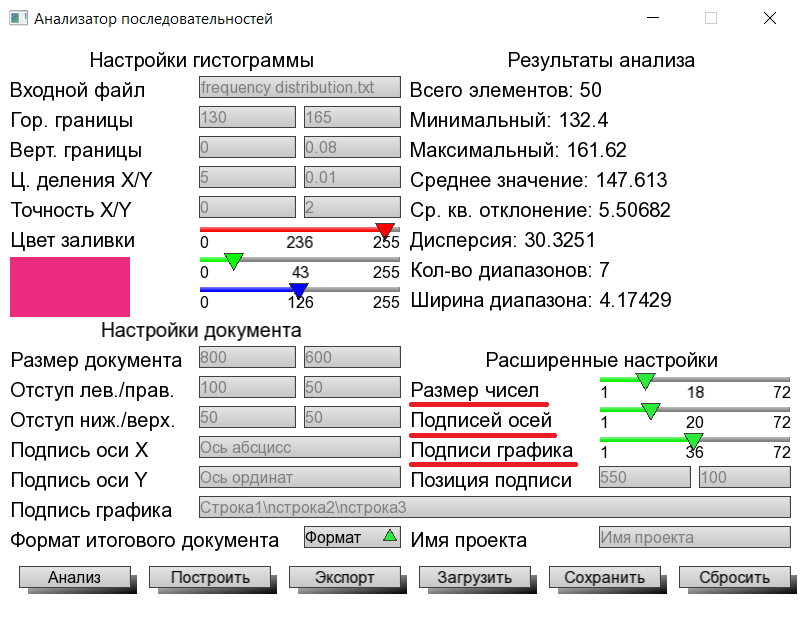 Анализатор последовательностей
Настройки гистограммы
Входной файл frequency distribution.txt
Гор. границы 130 165
Верт. границы 0 0.08
Ц. деления X/Y 5 0.01
Точность X/Y 0 2
Цвет заливки
0 236 255
0 43 255
0 126 255
Результаты анализа
Всего элементов: 50
Минимальный: 132.4
Максимальный: 161.62
Среднее значение: 147.613
Ср. кв. отклонение: 5.50682
Дисперсия: 30.3251
Кол-во диапазонов: 7
Ширина диапазона: 4.17429
Настройки документа
Размер документа 800 600
Отступ лев./прав. 100 50
Отступ ниж./верх. 50 50
Подпись оси X Ось абсцисс
Подпись оси Y Ось ординат
Расширенные настройки
Размер чисел 1 18 72
Подписей осей 1 20 72
Подписи графика 1 36 72
Позиция подписи 550 100
Подпись графика Строка1\nстрока2\nстрока3
Формат итогового документа Формат Имя проекта Имя проекта
Анализ Построить Экспорт Загрузить Сохранить Сбросить